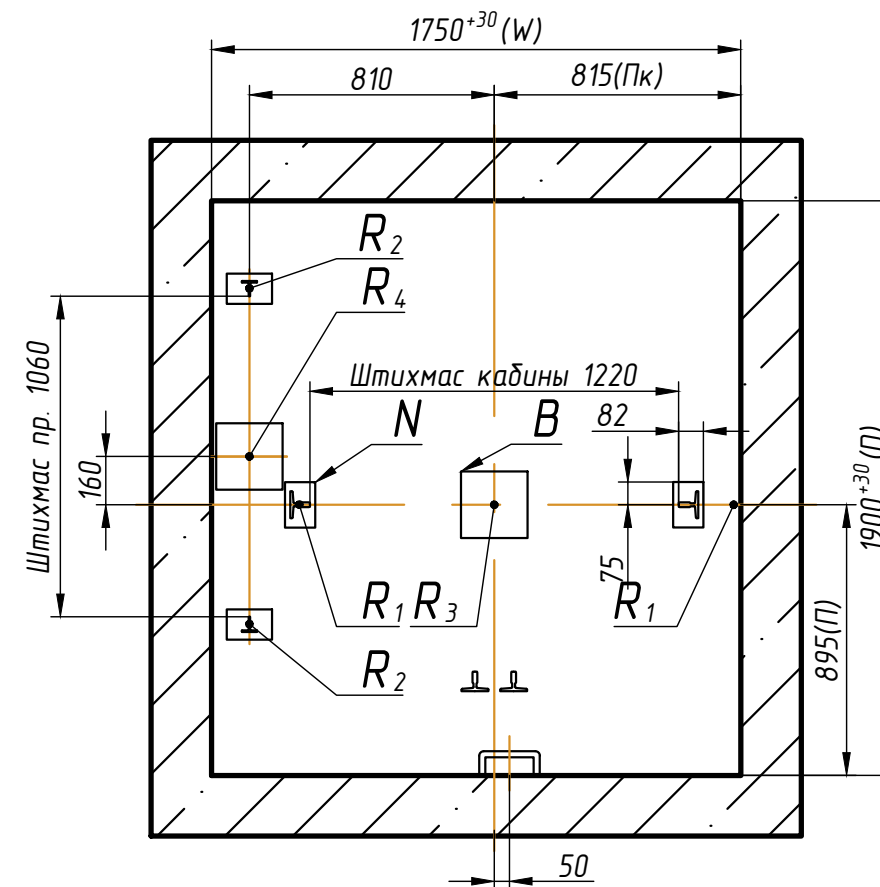 1750+30(W)
810
815(Пк)
R2
R4
Штихмас пр. 1060
Штихмас кабины 1220
N
B
82
160
1900+30(П)
75
R1
R3
R1
895(П)
R2
50